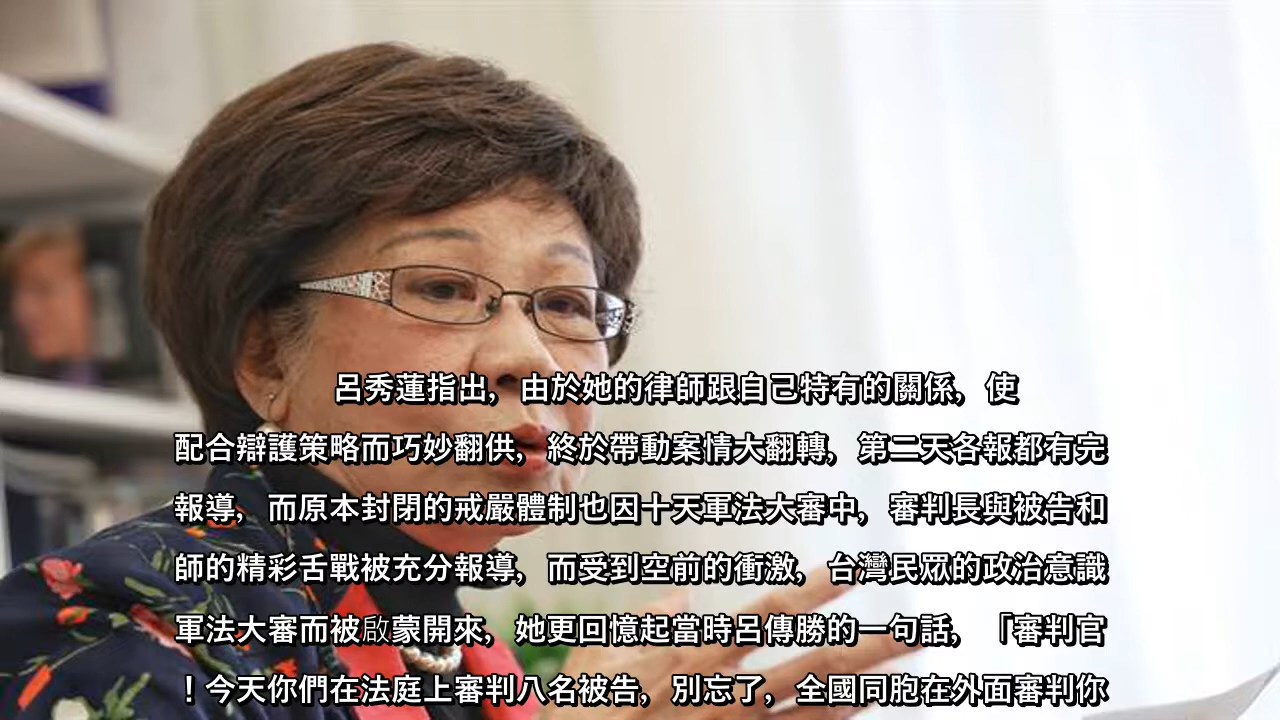 呂秀蓮指出，由於她的律師跟自己特有的關係，使
配合辯護策略而巧妙翻供，終於帶動案情大翻轉，第二天各報都有完
報導，而原本封閉的戒嚴體制也因十天軍法大審中，審判長與被告和
師的精彩舌戰被充分報導，而受到空前的衝激，台灣民眾的政治意識
軍法大審而被啟蒙開來，她更回憶起當時呂傳勝的一句話，「審判官
！今天你們在法庭上審判八名被告，別忘了，全國同胞在外面審判你